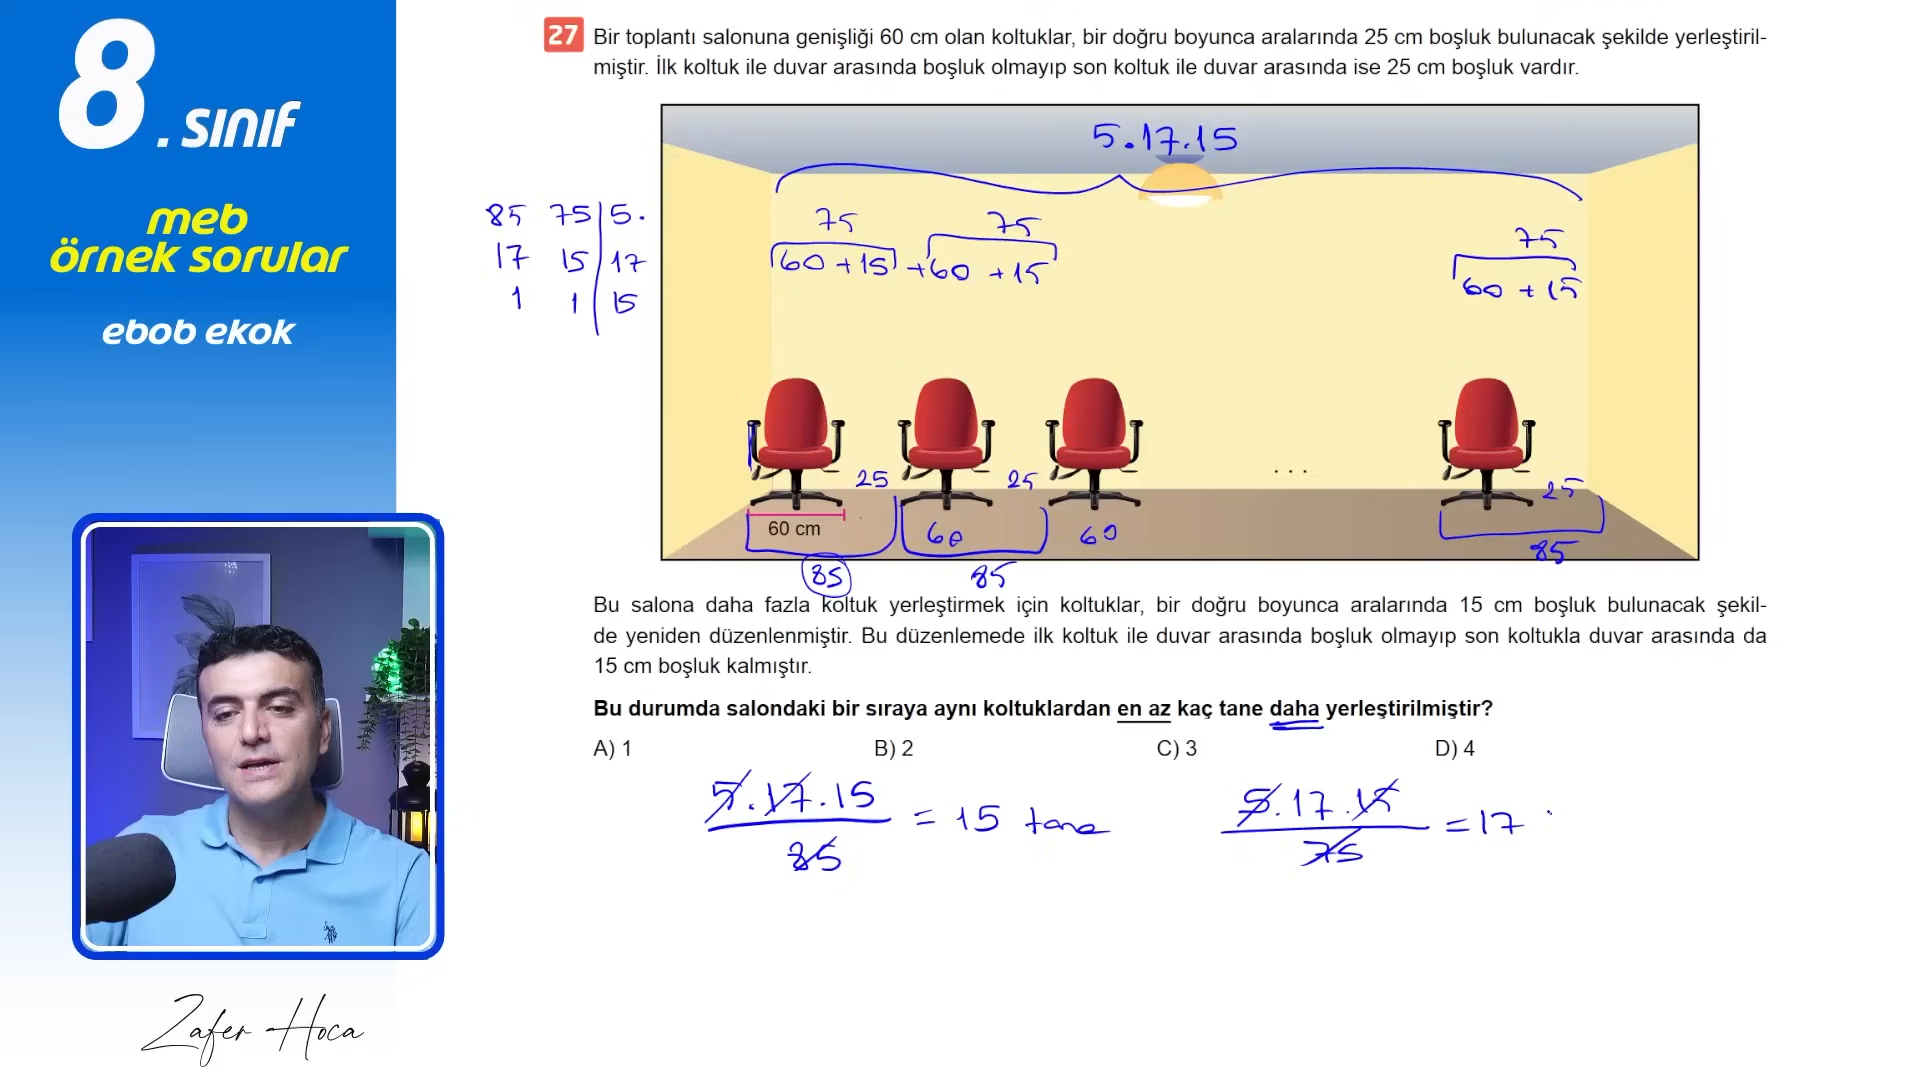 8. SINIF
meb
örnek sorular
ebob ekok
Zafer Hoca
27 Bir toplantı salonuna genişliği 60 cm olan koltuklar, bir doğru boyunca aralarında 25 cm boşluk bulunacak şekilde yerleştiril-
miştir. İlk koltuk ile duvar arasında boşluk olmayıp son koltuk ile duvar arasında ise 25 cm boşluk vardır.
5.17.15
85 75 | 5.
17 15 | 17
1 1 | 15
75 75 75
60 + 15 + 60 + 15 60 + 15
. . .
25 25 25
60 cm 60 60
85 85 85
Bu salona daha fazla koltuk yerleştirmek için koltuklar, bir doğru boyunca aralarında 15 cm boşluk bulunacak şekil-
de yeniden düzenlenmiştir. Bu düzenlemede ilk koltuk ile duvar arasında boşluk olmayıp son koltukla duvar arasında da
15 cm boşluk kalmıştır.
Bu durumda salondaki bir sıraya aynı koltuklardan en az kaç tane daha yerleştirilmiştir?
A) 1 B) 2 C) 3 D) 4
5.17.15 / 85 = 15 tane
5.17.15 / 75 = 17